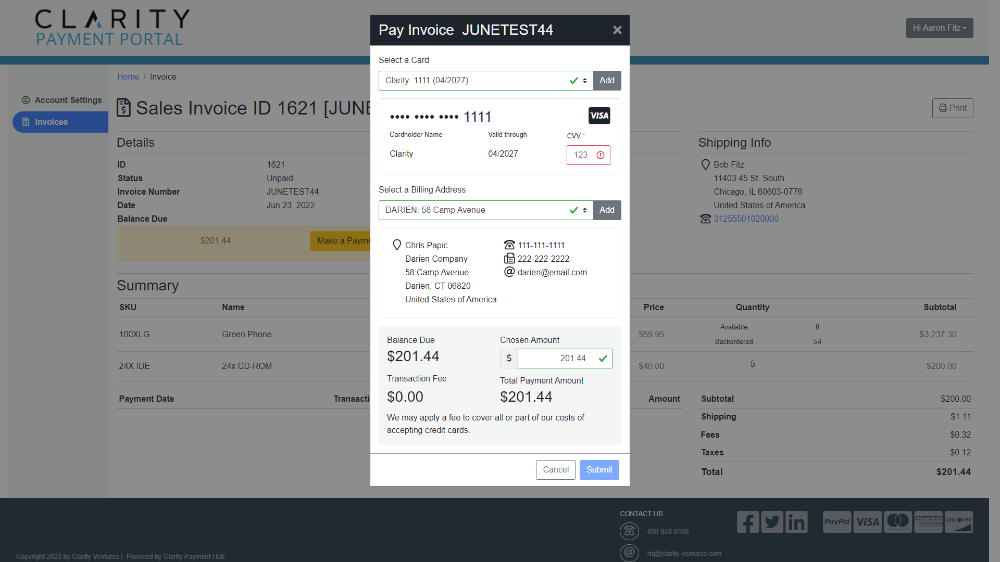 CLARITY
PAYMENT PORTAL
Hi Aaron Fitz
Home / Invoice
Account Settings
Invoices
Sales Invoice ID 1621 [JUNE
Print
Details
ID 1621
Status Unpaid
Invoice Number JUNETEST44
Date Jun 23, 2022
Balance Due
$201.44 Make a Payme
Shipping Info
Bob Fitz
11403 45 St. South
Chicago, IL 60603-0776
United States of America
31255501020000
Summary
SKU Name Price Quantity Subtotal
100XLG Green Phone $59.95 Available 0 $3,237.30
Backordered 54
24X IDE 24x CD-ROM $40.00 5 $200.00
Payment Date Transacti Amount
Subtotal $200.00
Shipping $1.11
Fees $0.32
Taxes $0.12
Total $201.44
Pay Invoice JUNETEST44
Select a Card
Clarity: 1111 (04/2027) Add
•••• •••• •••• 1111 VISA
Cardholder Name Valid through CVV *
Clarity 04/2027 123
Select a Billing Address
DARIEN: 58 Camp Avenue Add
Chris Papic 111-111-1111
Darien Company 222-222-2222
58 Camp Avenue darien@email.com
Darien, CT 06820
United States of America
Balance Due Chosen Amount
$201.44 $ 201.44
Transaction Fee Total Payment Amount
$0.00 $201.44
We may apply a fee to cover all or part of our costs of
accepting credit cards.
Cancel Submit
CONTACT US
800-928-8160
rfq@clarity-ventures.com
PayPal VISA mastercard AMERICAN EXPRESS DISCOVER
Copyright 2022 by Clarity Ventures | Powered by Clarity Payment Hub